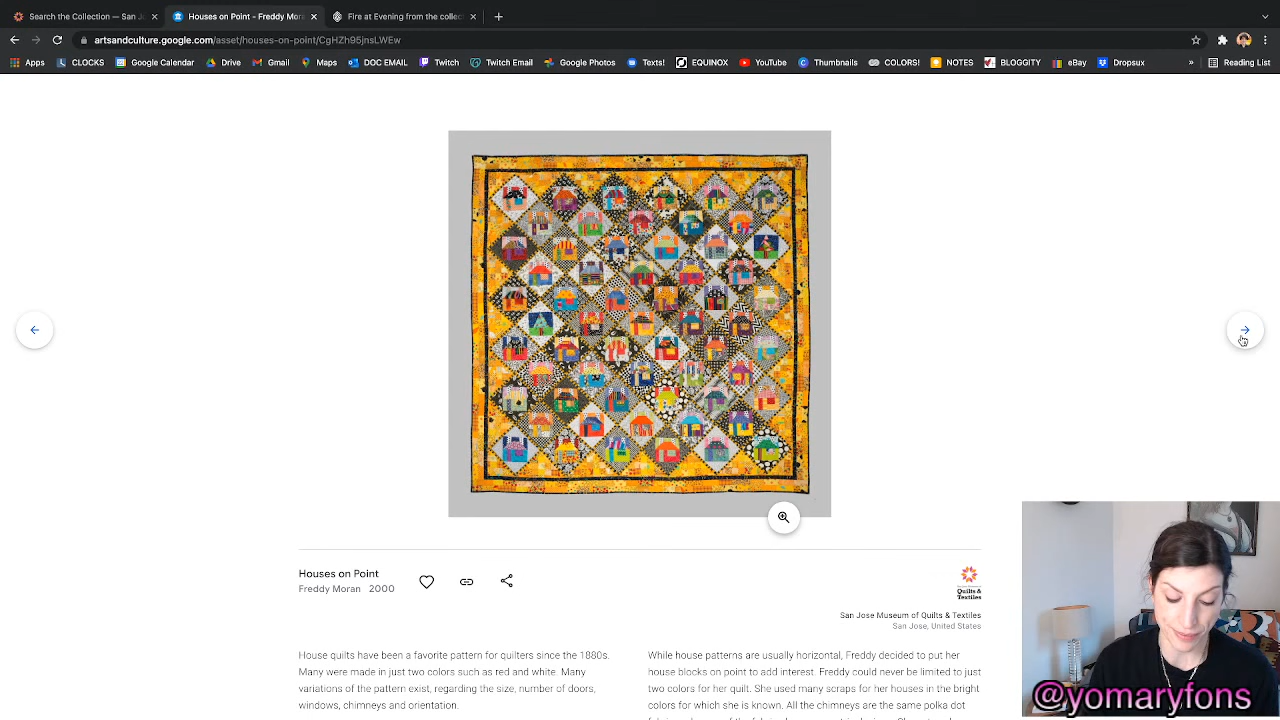 Search the Collection — San J
Houses on Point - Freddy Mora
Fire at Evening from the collec
artsandculture.google.com/asset/houses-on-point/CgHZh95jnsLWEw
Apps CLOCKS Google Calendar Drive Gmail Maps DOC EMAIL Twitch Twitch Email Google Photos Texts! EQUINOX YouTube Thumbnails COLORS! NOTES BLOGGITY eBay Dropsux » Reading List
Houses on Point
Freddy Moran 2000
Quilts &
Textiles
San Jose Museum of Quilts & Textiles
San Jose, United States
House quilts have been a favorite pattern for quilters since the 1880s.
Many were made in just two colors such as red and white. Many
variations of the pattern exist, regarding the size, number of doors,
windows, chimneys and orientation.
While house patterns are usually horizontal, Freddy decided to put her
house blocks on point to add interest. Freddy could never be limited to just
two colors for her quilt. She used many scraps for her houses in the bright
colors for which she is known. All the chimneys are the same polka dot
@yomaryfons